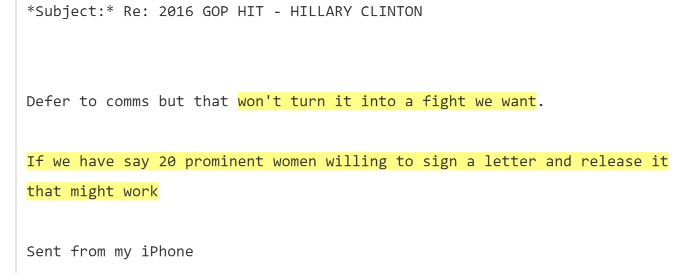 *Subject:* Re: 2016 GOP HIT - HILLARY CLINTON
Defer to comms but that won't turn it into a fight we want.
If we have say 20 prominent women willing to sign a letter and release it
that might work
Sent from my iPhone